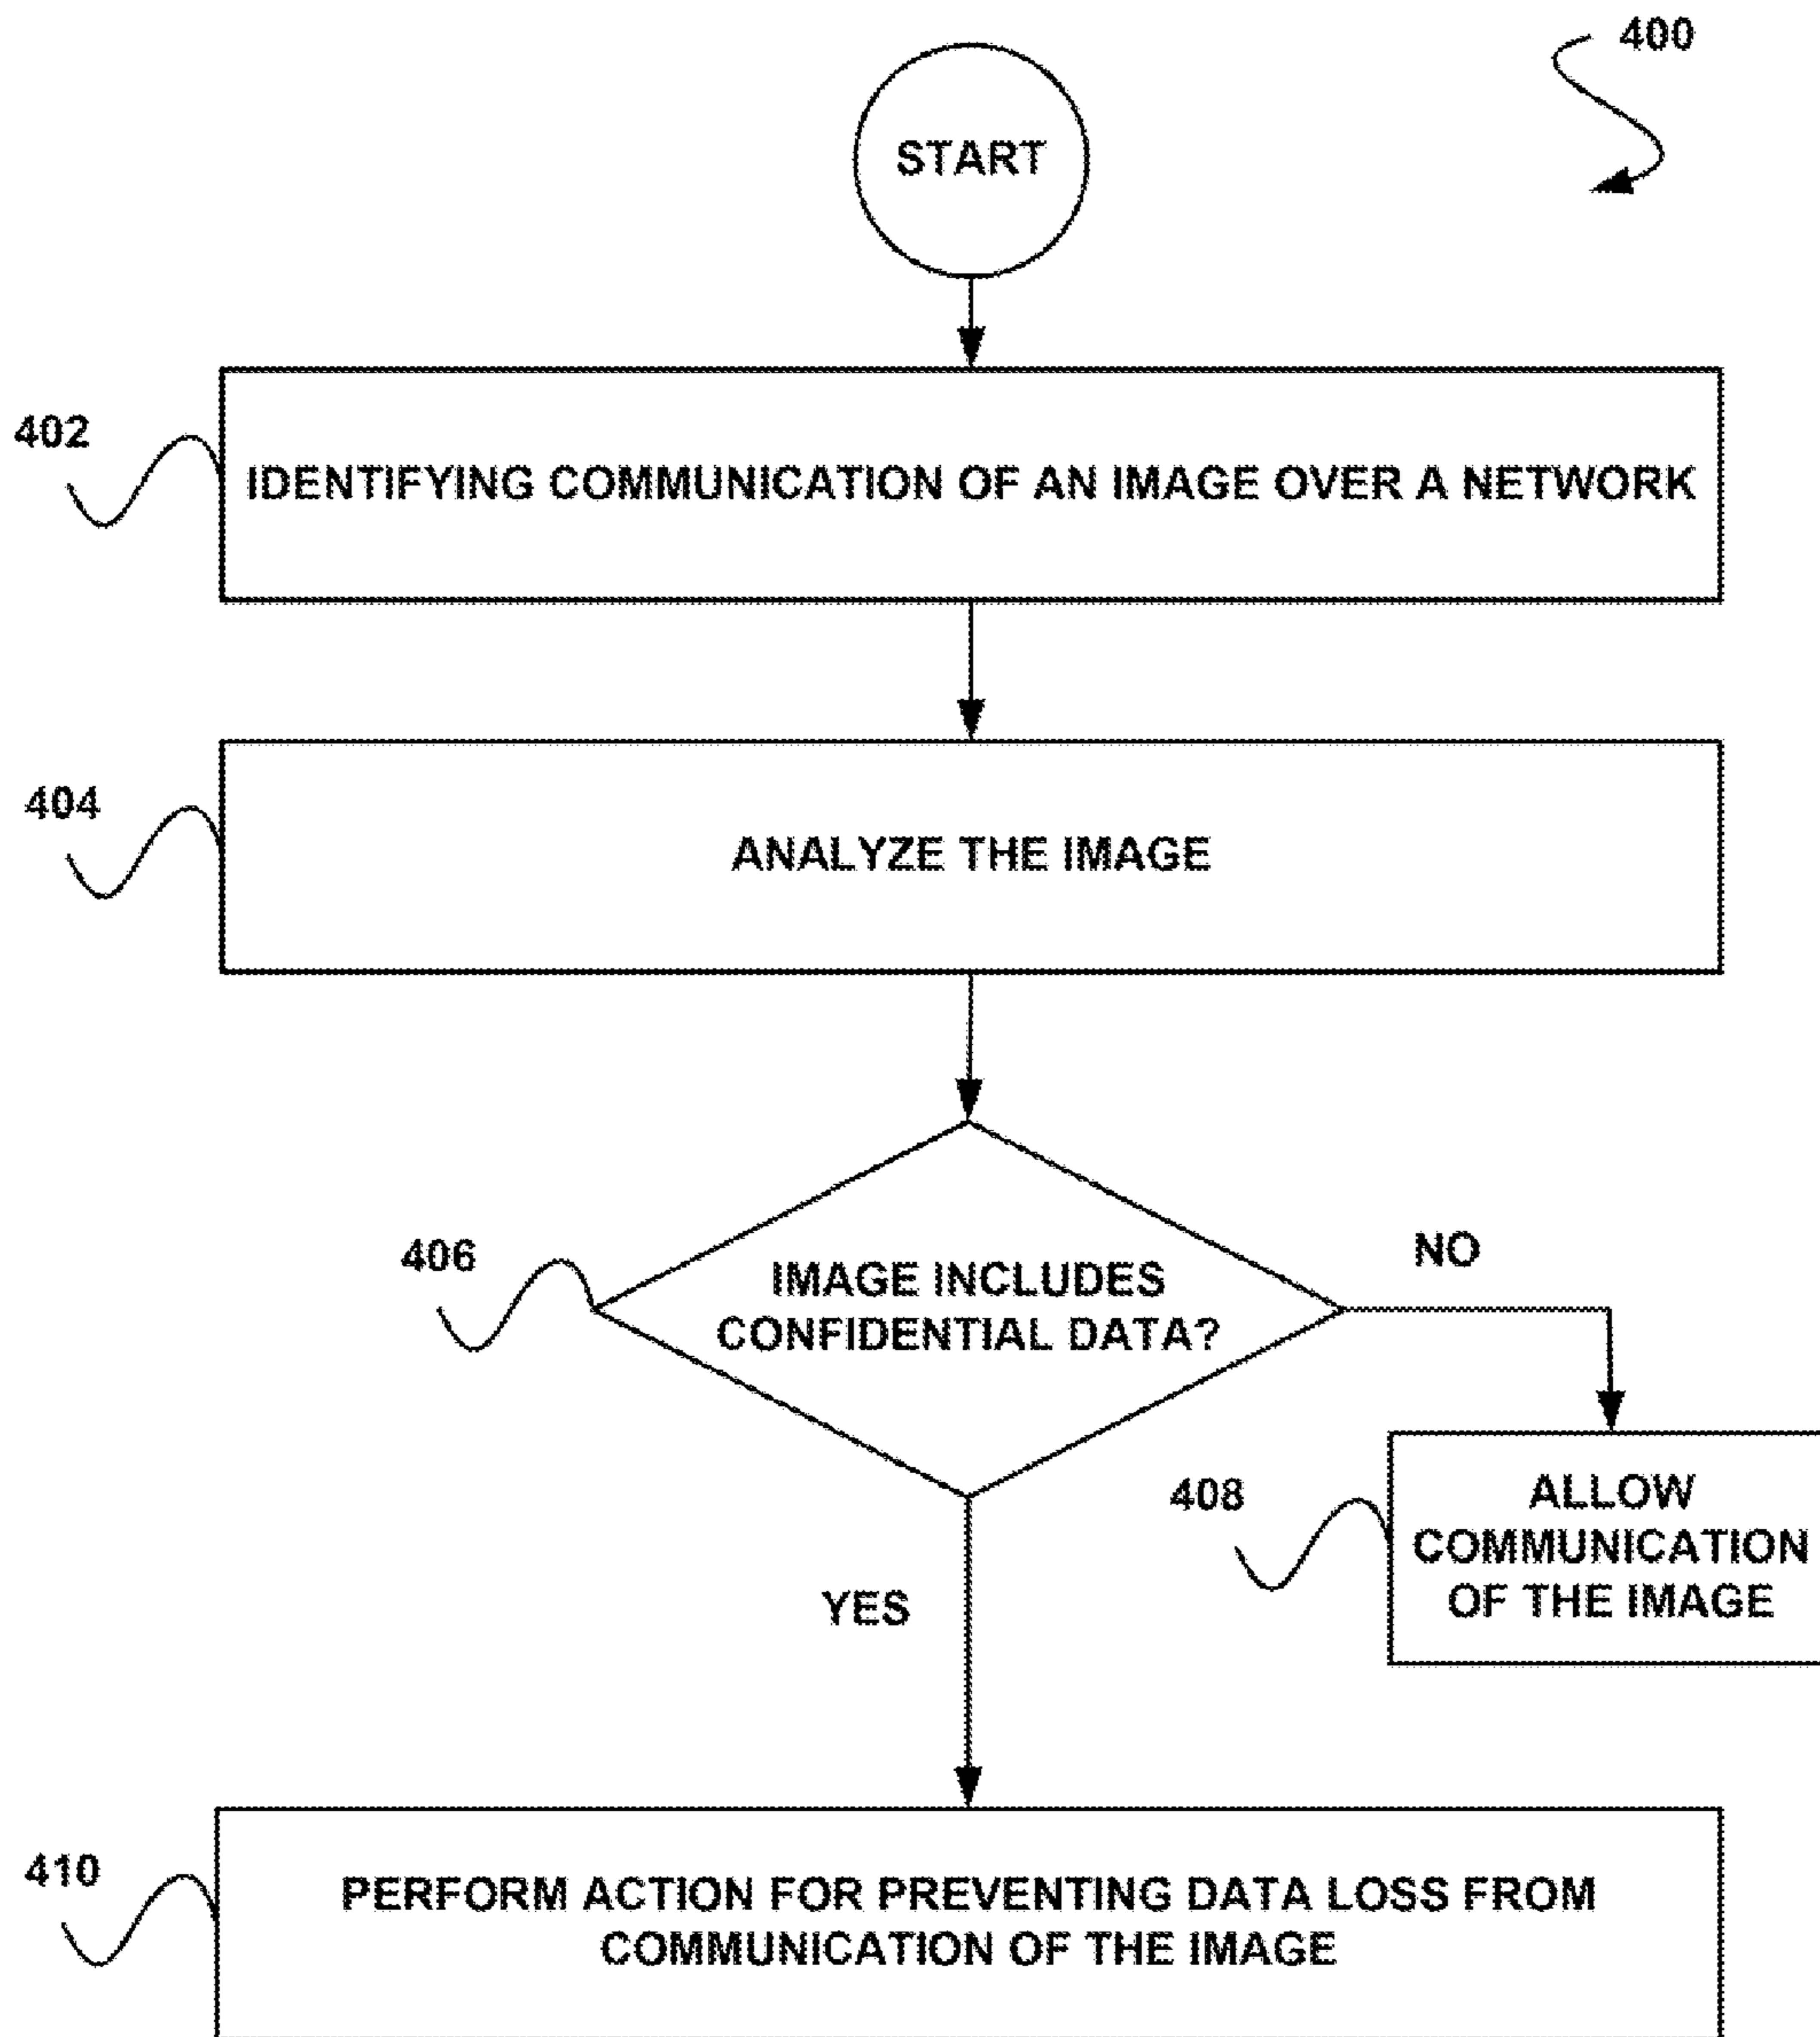 400
START
402
IDENTIFYING COMMUNICATION OF AN IMAGE OVER A NETWORK
404
ANALYZE THE IMAGE
406
IMAGE INCLUDES
CONFIDENTIAL DATA?
NO
408
ALLOW
COMMUNICATION
OF THE IMAGE
YES
410
PERFORM ACTION FOR PREVENTING DATA LOSS FROM
COMMUNICATION OF THE IMAGE